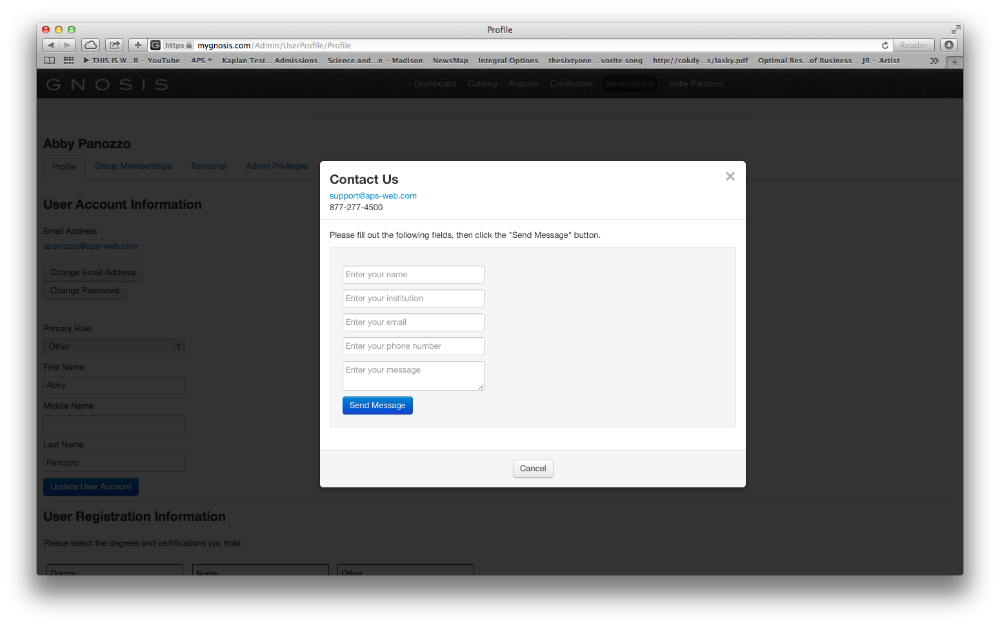 Profile
https mygnosis.com/Admin/UserProfile/Profile Reader
THIS IS W...R – YouTube APS Kaplan Test... Admissions Science and...n – Madison NewsMap Integral Options thesixtyone ...vorite song http://cokdy...s/lasky.pdf Optimal Res...of Business JR – Artist
GNOSIS Dashboard Catalog Reports Certificates Administrator Abby Panozzo
Abby Panozzo
Profile Group Memberships Transcript Admin Privileges
User Account Information
Email Address
apanozzo@aps-web.com
Change Email Address
Change Password
Primary Role
Other
First Name
Abby
Middle Name
Last Name
Panozzo
Update User Account
User Registration Information
Please select the degrees and certifications you hold:
Doctor Nurse Other
Contact Us
support@aps-web.com
877-277-4500
Please fill out the following fields, then click the "Send Message" button.
Enter your name
Enter your institution
Enter your email
Enter your phone number
Enter your message
Send Message
Cancel